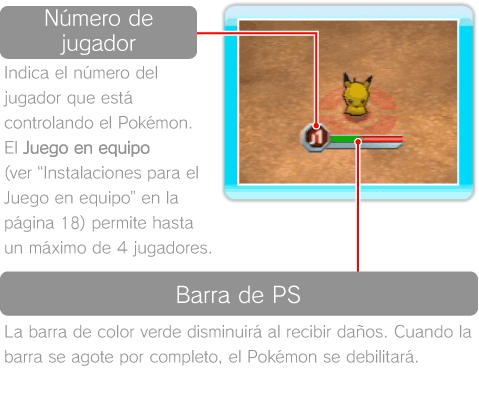 Número de
jugador
Indica el número del
jugador que está
controlando el Pokémon.
El Juego en equipo
(ver "Instalaciones para el
Juego en equipo" en la
página 18) permite hasta
un máximo de 4 jugadores.
1
Barra de PS
La barra de color verde disminuirá al recibir daños. Cuando la
barra se agote por completo, el Pokémon se debilitará.